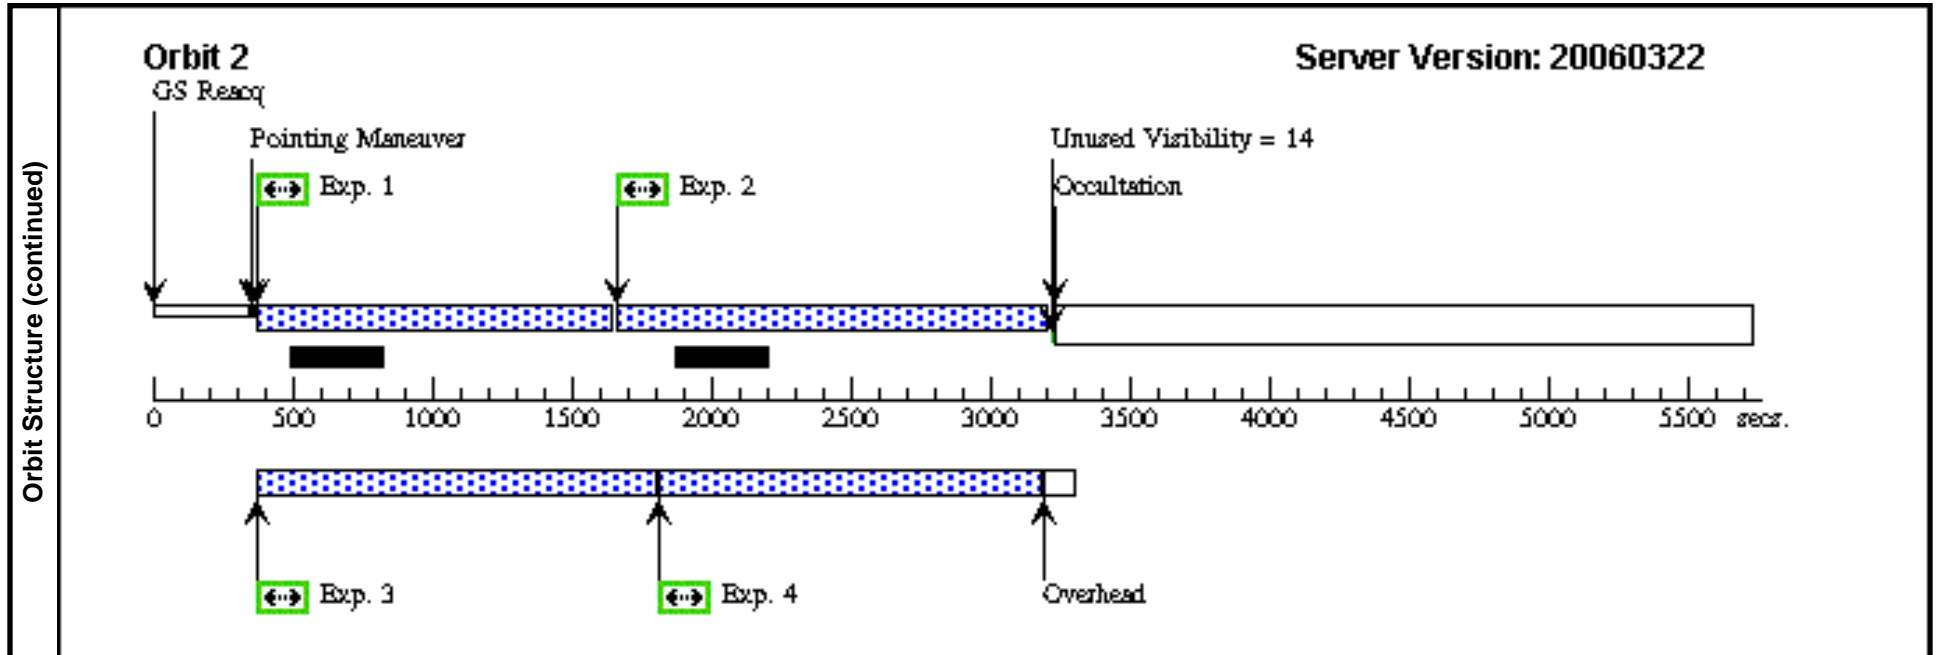 Orbit Structure (continued)
Orbit 2
Server Version: 20060322
GS Reacq
Pointing Maneuver
Unused Visibility = 14
Exp. 1
Exp. 2
Occultation
0 500 1000 1500 2000 2500 3000 3500 4000 4500 5000 5500 secs.
Exp. 3
Exp. 4
Overhead